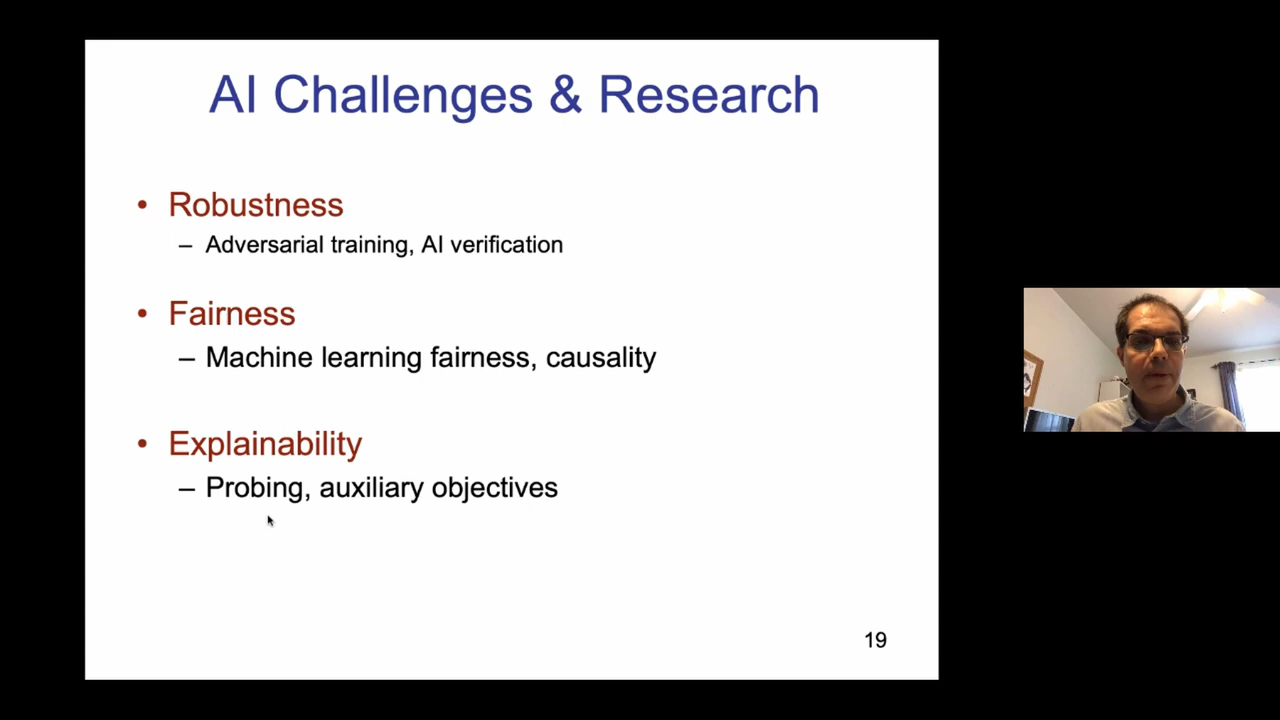 AI Challenges & Research
• Robustness
– Adversarial training, AI verification
• Fairness
– Machine learning fairness, causality
• Explainability
– Probing, auxiliary objectives
19